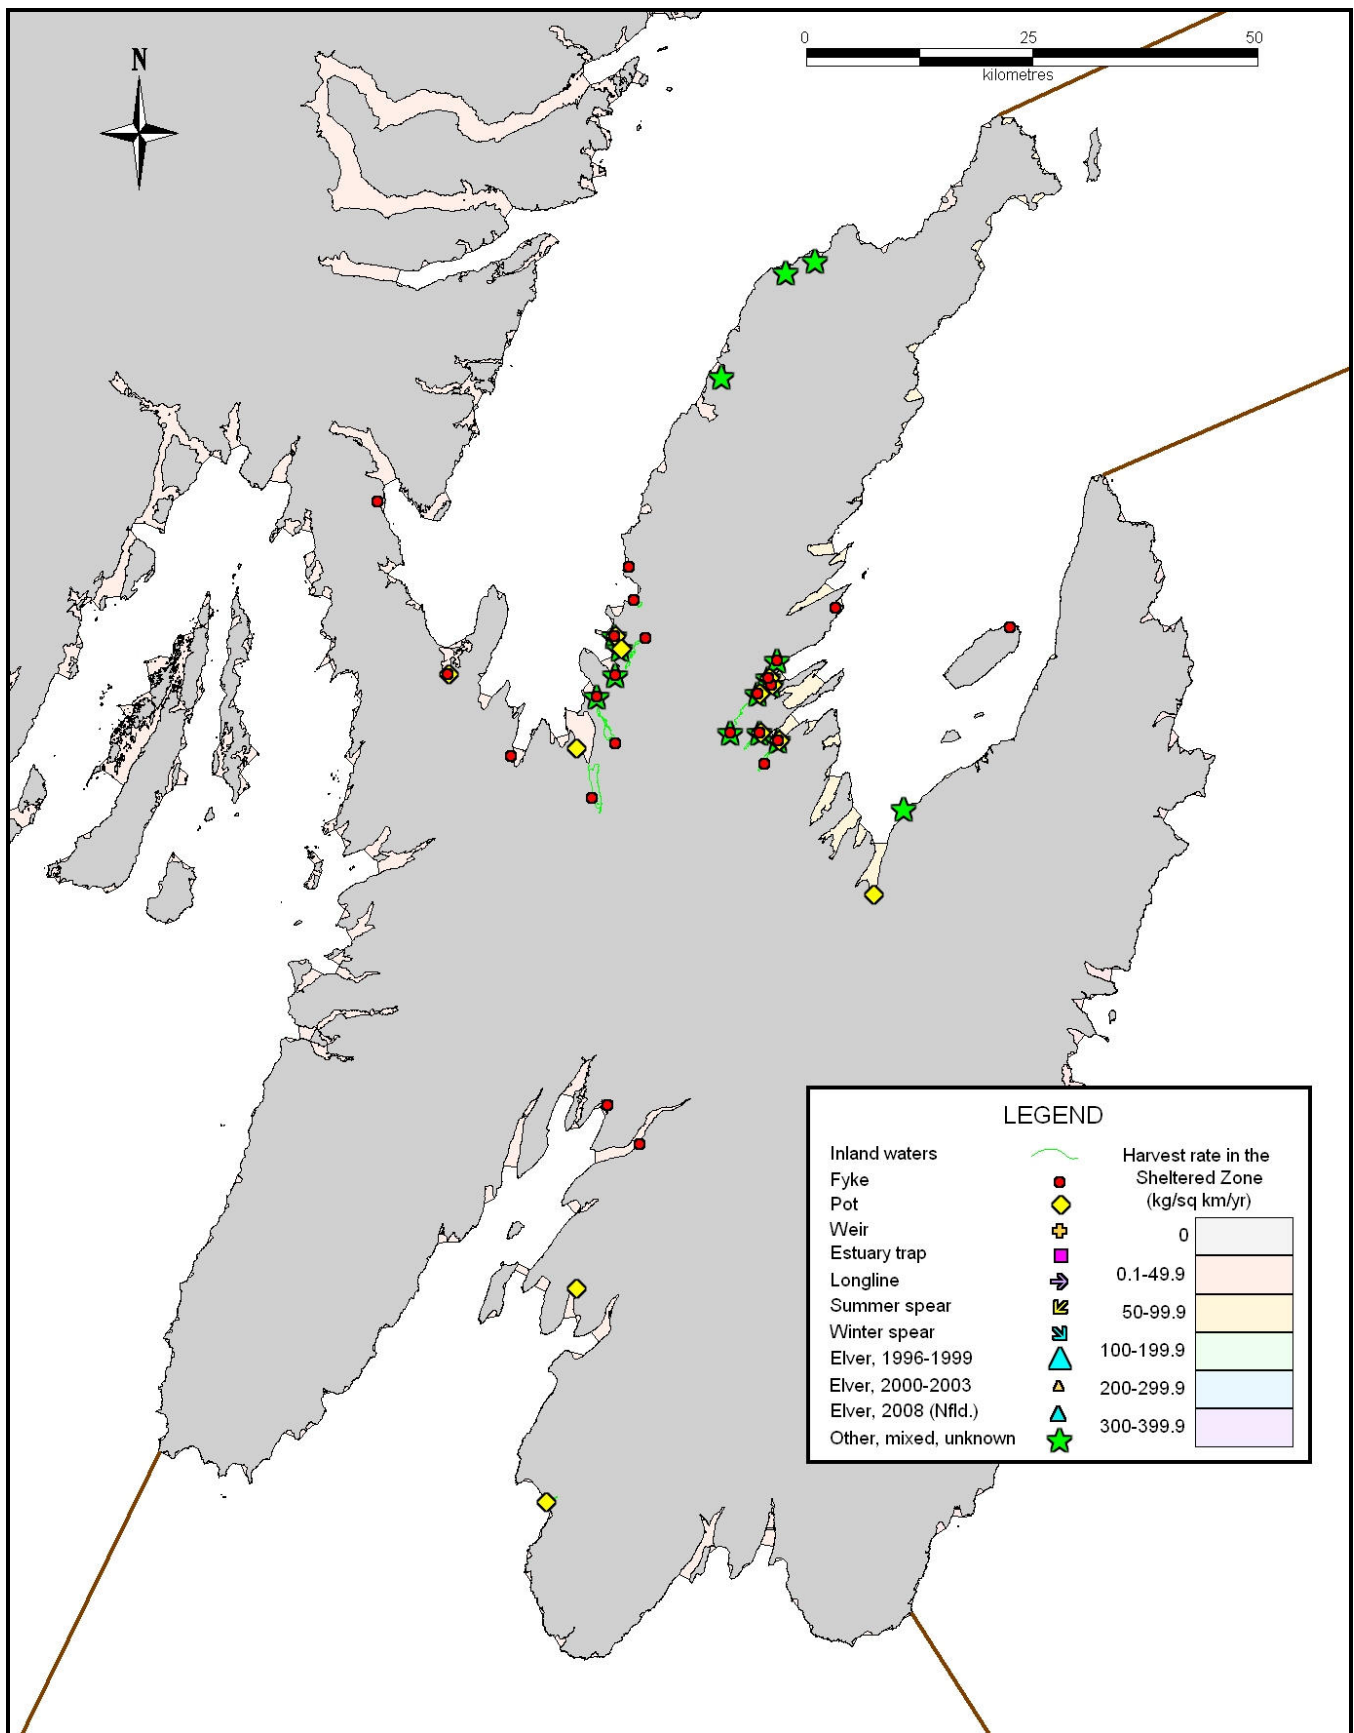 N
0 25 50
kilometres
LEGEND
Inland waters
Fyke
Pot
Weir
Estuary trap
Longline
Summer spear
Winter spear
Elver, 1996-1999
Elver, 2000-2003
Elver, 2008 (Nfld.)
Other, mixed, unknown
Harvest rate in the
Sheltered Zone
(kg/sq km/yr)
0
0.1-49.9
50-99.9
100-199.9
200-299.9
300-399.9